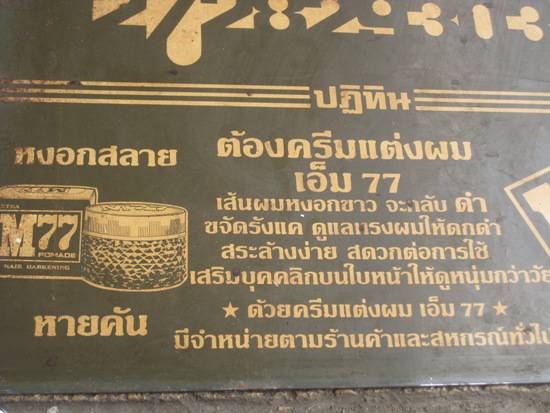 ปฏิทิน
หงอกสลาย
ต้องครีมแต่งผม
เอ็ม 77
เส้นผมหงอกขาว จะกลับ ดำ
ขจัดรังแค ดูแลทรงผมให้ดกดำ
สระล้างง่าย สดวกต่อการใช้
เสริมบุคคลิกบนใบหน้าให้ดูหนุ่มกว่าวัย
EXTRA
M77
POMADE
HAIR DARKENING
หายคัน
★ ด้วยครีมแต่งผม เอ็ม 77 ★
มีจำหน่ายตามร้านค้าและสหกรณ์ทั่วไป